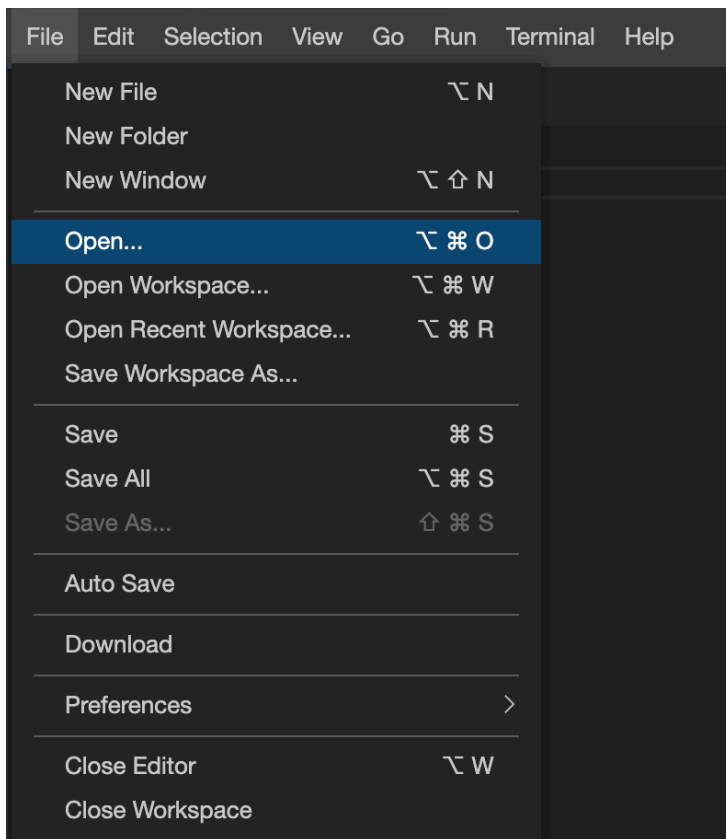 File Edit Selection View Go Run Terminal Help
New File ⌥ N
New Folder
New Window ⌥ ⇧ N
Open... ⌥ ⌘ O
Open Workspace... ⌥ ⌘ W
Open Recent Workspace... ⌥ ⌘ R
Save Workspace As...
Save ⌘ S
Save All ⌥ ⌘ S
Save As... ⇧ ⌘ S
Auto Save
Download
Preferences
Close Editor ⌥ W
Close Workspace